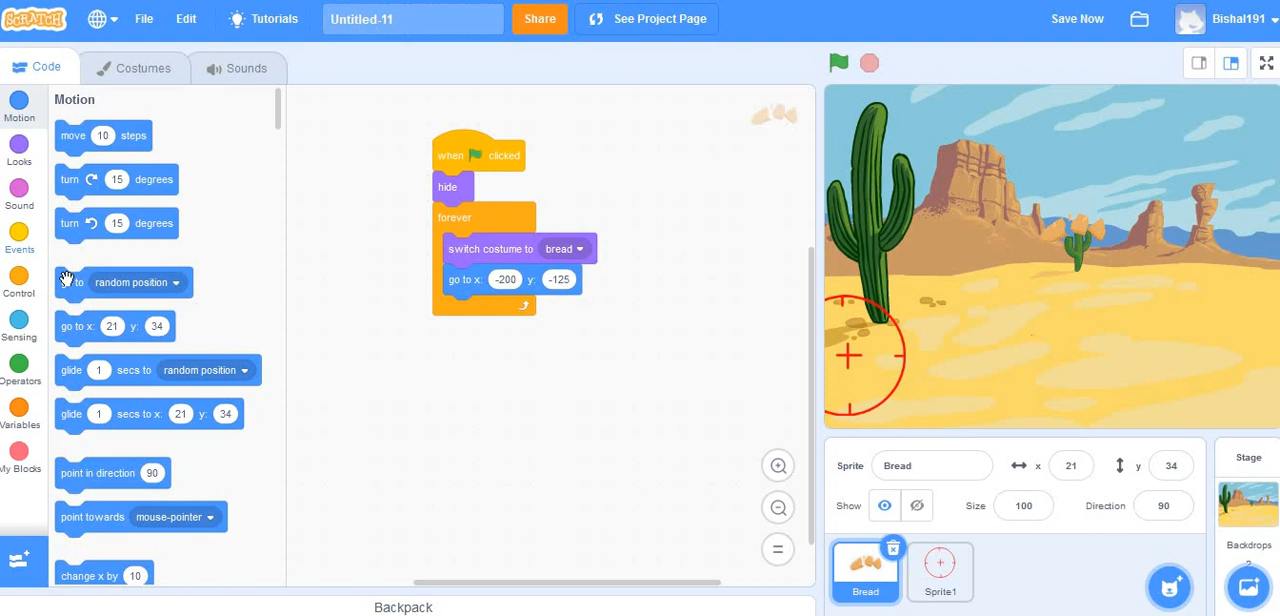 SCRATCH File Edit Tutorials Untitled-11 Share See Project Page Save Now Bishal191
Code Costumes Sounds
Motion
Looks
Sound
Events
Control
Sensing
Operators
Variables
My Blocks
Motion
move 10 steps
turn 15 degrees
turn 15 degrees
to random position
go to x: 21 y: 34
glide 1 secs to random position
glide 1 secs to x: 21 y: 34
point in direction 90
point towards mouse-pointer
change x by 10
when clicked
hide
forever
switch costume to bread
go to x: -200 y: -125
Sprite Bread x 21 y 34
Show Size 100 Direction 90
Bread Sprite1
Stage
Backdrops
2
Backpack